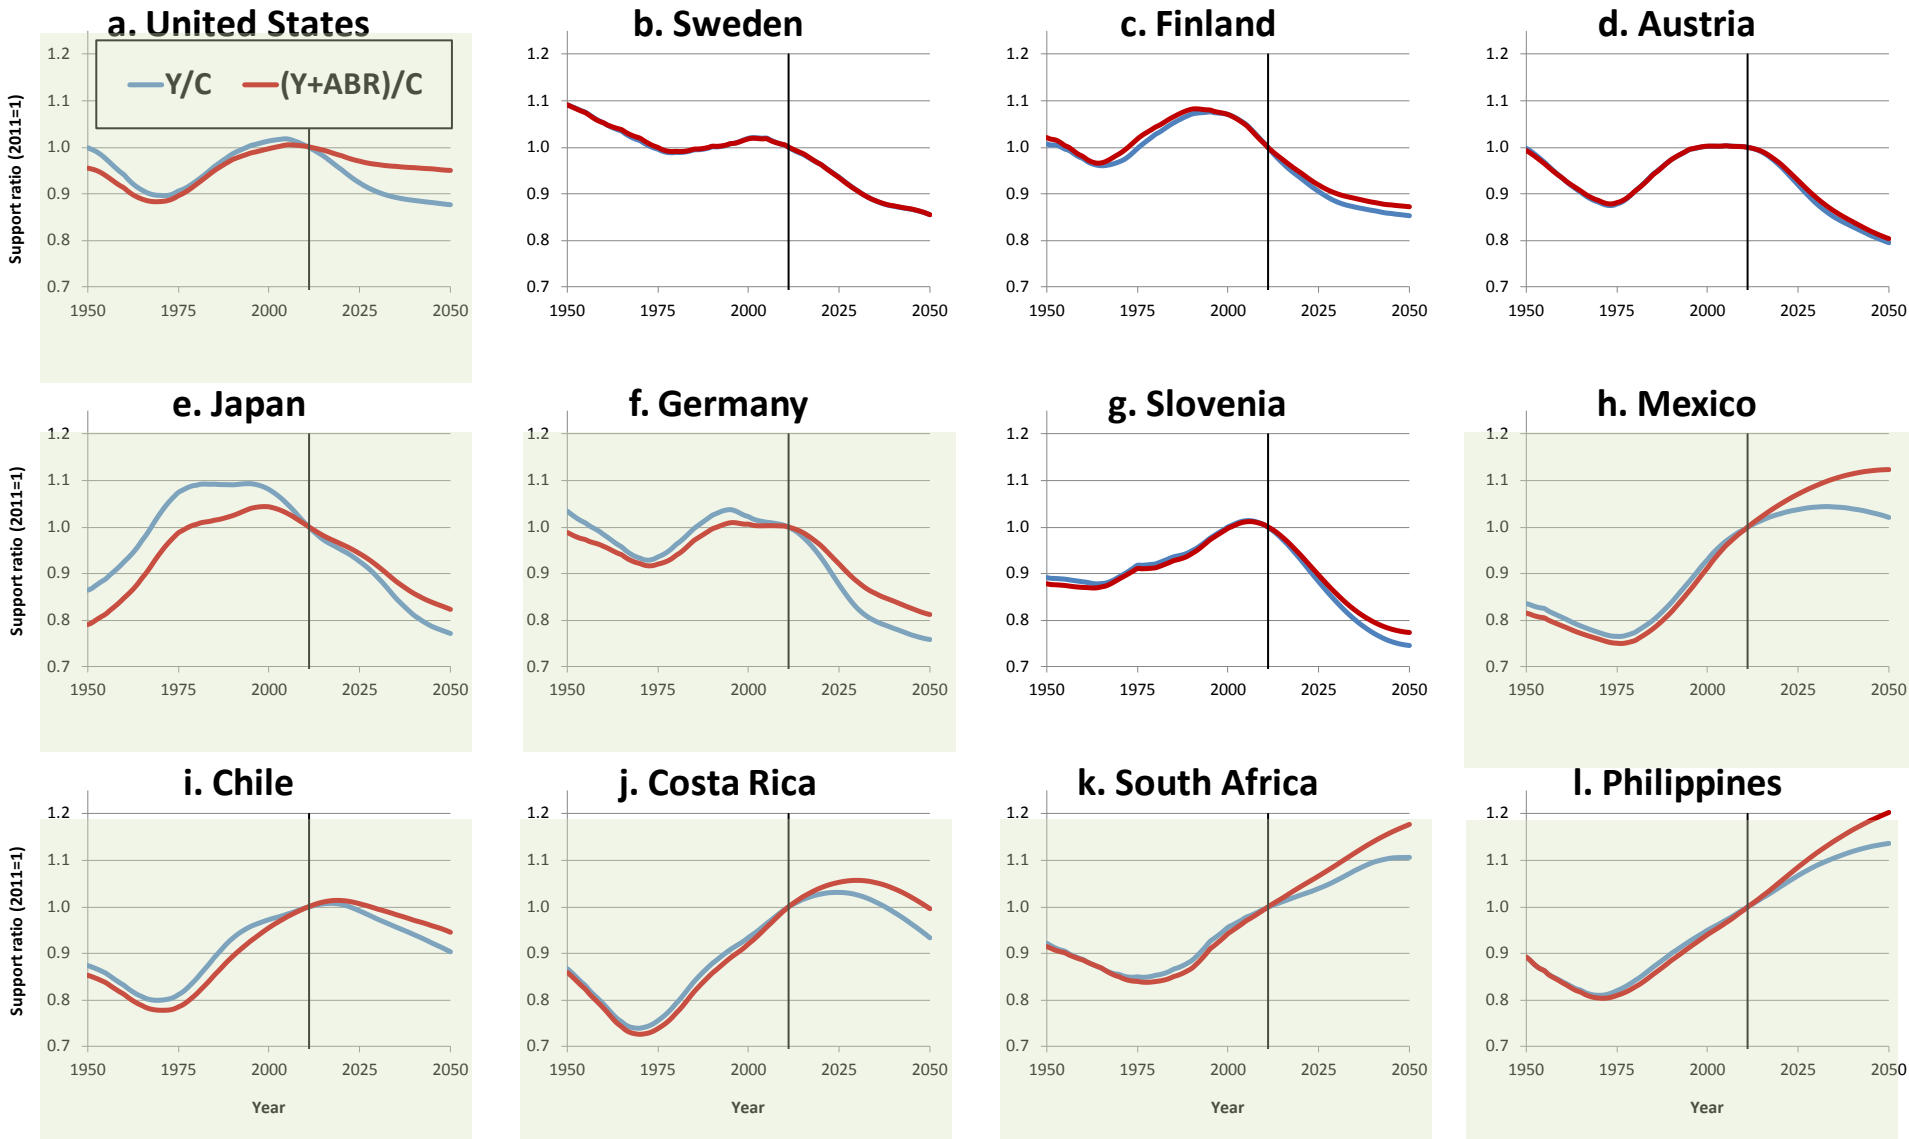 a. United States
Support ratio (2011=1)
1.2
1.1
1.0
0.9
0.8
0.7
Y/C
(Y+ABR)/C
1950 1975 2000 2025 2050
b. Sweden
1.2
1.1
1.0
0.9
0.8
0.7
1950 1975 2000 2025 2050
c. Finland
1.2
1.1
1.0
0.9
0.8
0.7
1950 1975 2000 2025 2050
d. Austria
1.2
1.1
1.0
0.9
0.8
0.7
1950 1975 2000 2025 2050
e. Japan
Support ratio (2011=1)
1.2
1.1
1.0
0.9
0.8
0.7
1950 1975 2000 2025 2050
f. Germany
1.2
1.1
1.0
0.9
0.8
0.7
1950 1975 2000 2025 2050
g. Slovenia
1.2
1.1
1.0
0.9
0.8
0.7
1950 1975 2000 2025 2050
h. Mexico
1.2
1.1
1.0
0.9
0.8
0.7
1950 1975 2000 2025 2050
i. Chile
Support ratio (2011=1)
1.2
1.1
1.0
0.9
0.8
0.7
1950 1975 2000 2025 2050
Year
j. Costa Rica
1.2
1.1
1.0
0.9
0.8
0.7
1950 1975 2000 2025 2050
Year
k. South Africa
1.2
1.1
1.0
0.9
0.8
0.7
1950 1975 2000 2025 2050
Year
l. Philippines
1.2
1.1
1.0
0.9
0.8
0.7
1950 1975 2000 2025 2050
Year